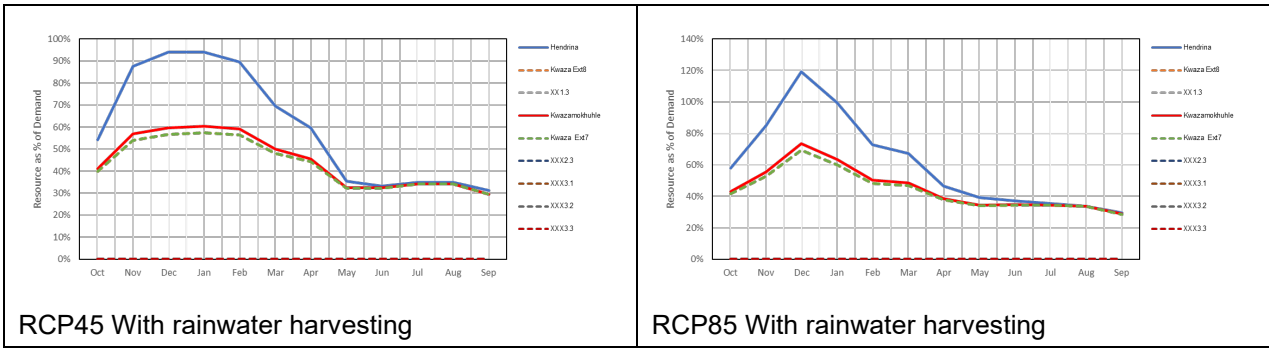 100%
90%
80%
70%
60%
50%
40%
30%
20%
10%
0%
Resource as % of Demand
Oct Nov Dec Jan Feb Mar Apr May Jun Jul Aug Sep
Hendrina
Kwaza Ext8
XX1.3
Kwazamokhuhle
Kwaza Ext7
XXX2.3
XXX3.1
XXX3.2
XXX3.3
RCP45 With rainwater harvesting
140%
120%
100%
80%
60%
40%
20%
0%
Resource as % of Demand
Oct Nov Dec Jan Feb Mar Apr May Jun Jul Aug Sep
Hendrina
Kwaza Ext8
XX1.3
Kwazamokhuhle
Kwaza Ext7
XXX2.3
XXX3.1
XXX3.2
XXX3.3
RCP85 With rainwater harvesting